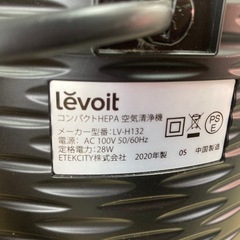 levoit
コンパクトHEPA 空気清浄機
メーカー型番: LV-H132
電源: AC 100V 50/60Hz
定格電力: 28W
ETEKCITY株式会社 2020年製 05 中国製造
PSE